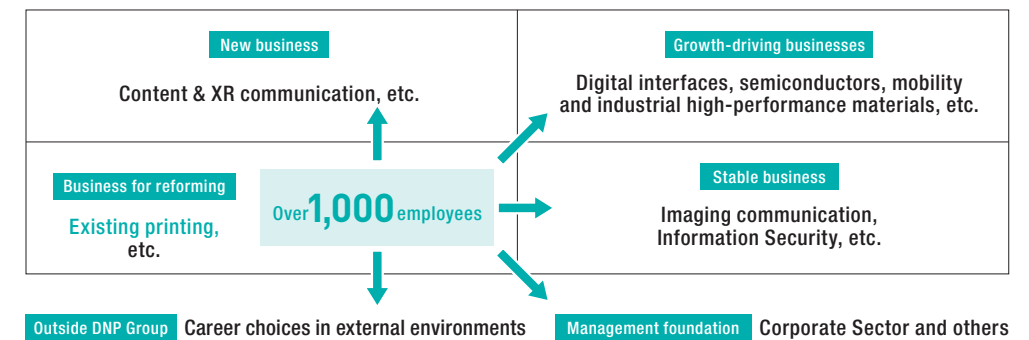 New business
Content & XR communication, etc.
Growth-driving businesses
Digital interfaces, semiconductors, mobility
and industrial high-performance materials, etc.
Business for reforming
Existing printing,
etc.
Over 1,000 employees
Stable business
Imaging communication,
Information Security, etc.
Outside DNP Group Career choices in external environments
Management foundation Corporate Sector and others